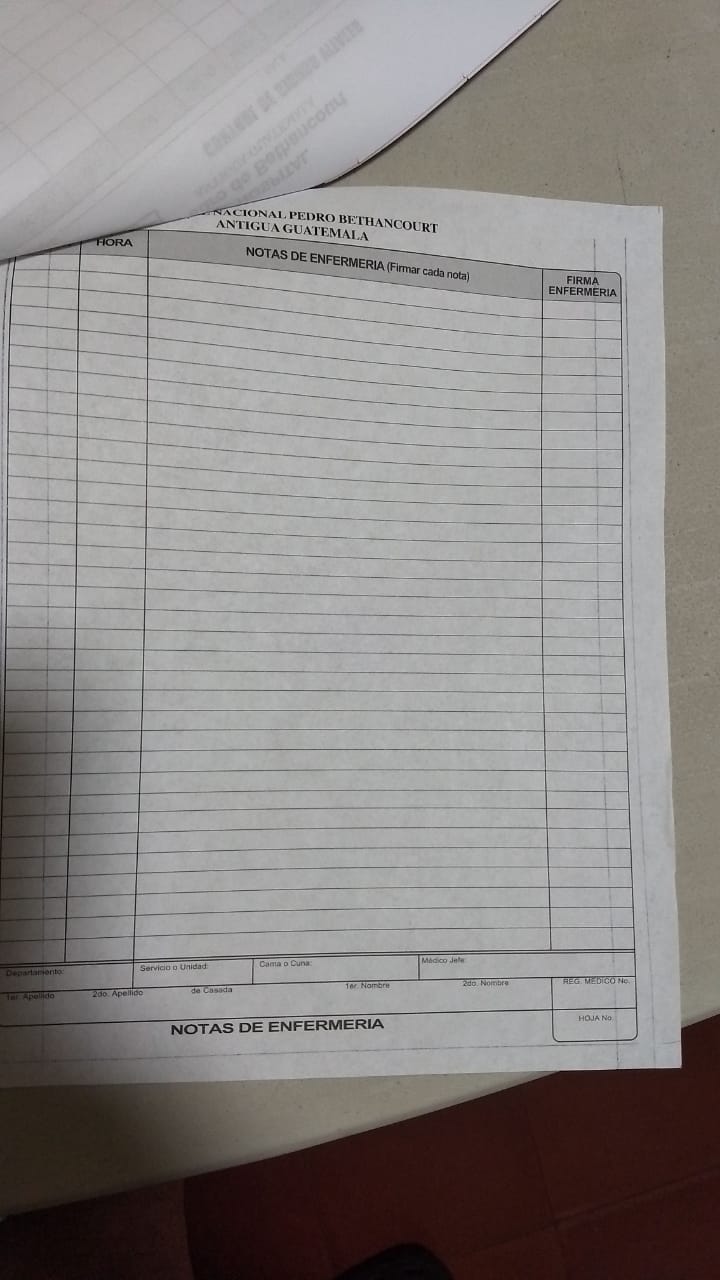 NACIONAL PEDRO BETHANCOURT
ANTIGUA GUATEMALA
HORA NOTAS DE ENFERMERIA (Firmar cada nota) FIRMA ENFERMERIA
Departamento: Servicio o Unidad: Cama o Cuna: Médico Jefe:
1er. Apellido 2do. Apellido de Casada 1er. Nombre 2do. Nombre REG. MEDICO No.
NOTAS DE ENFERMERIA HOJA No.